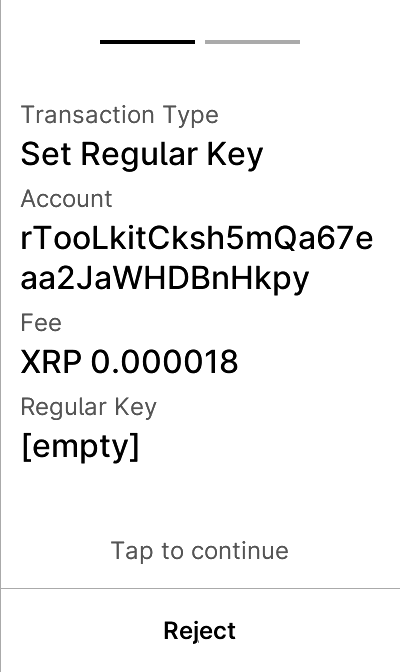 Transaction Type
Set Regular Key
Account
rTooLkitCksh5mQa67e
aa2JaWHDBnHkpy
Fee
XRP 0.000018
Regular Key
[empty]
Tap to continue
Reject